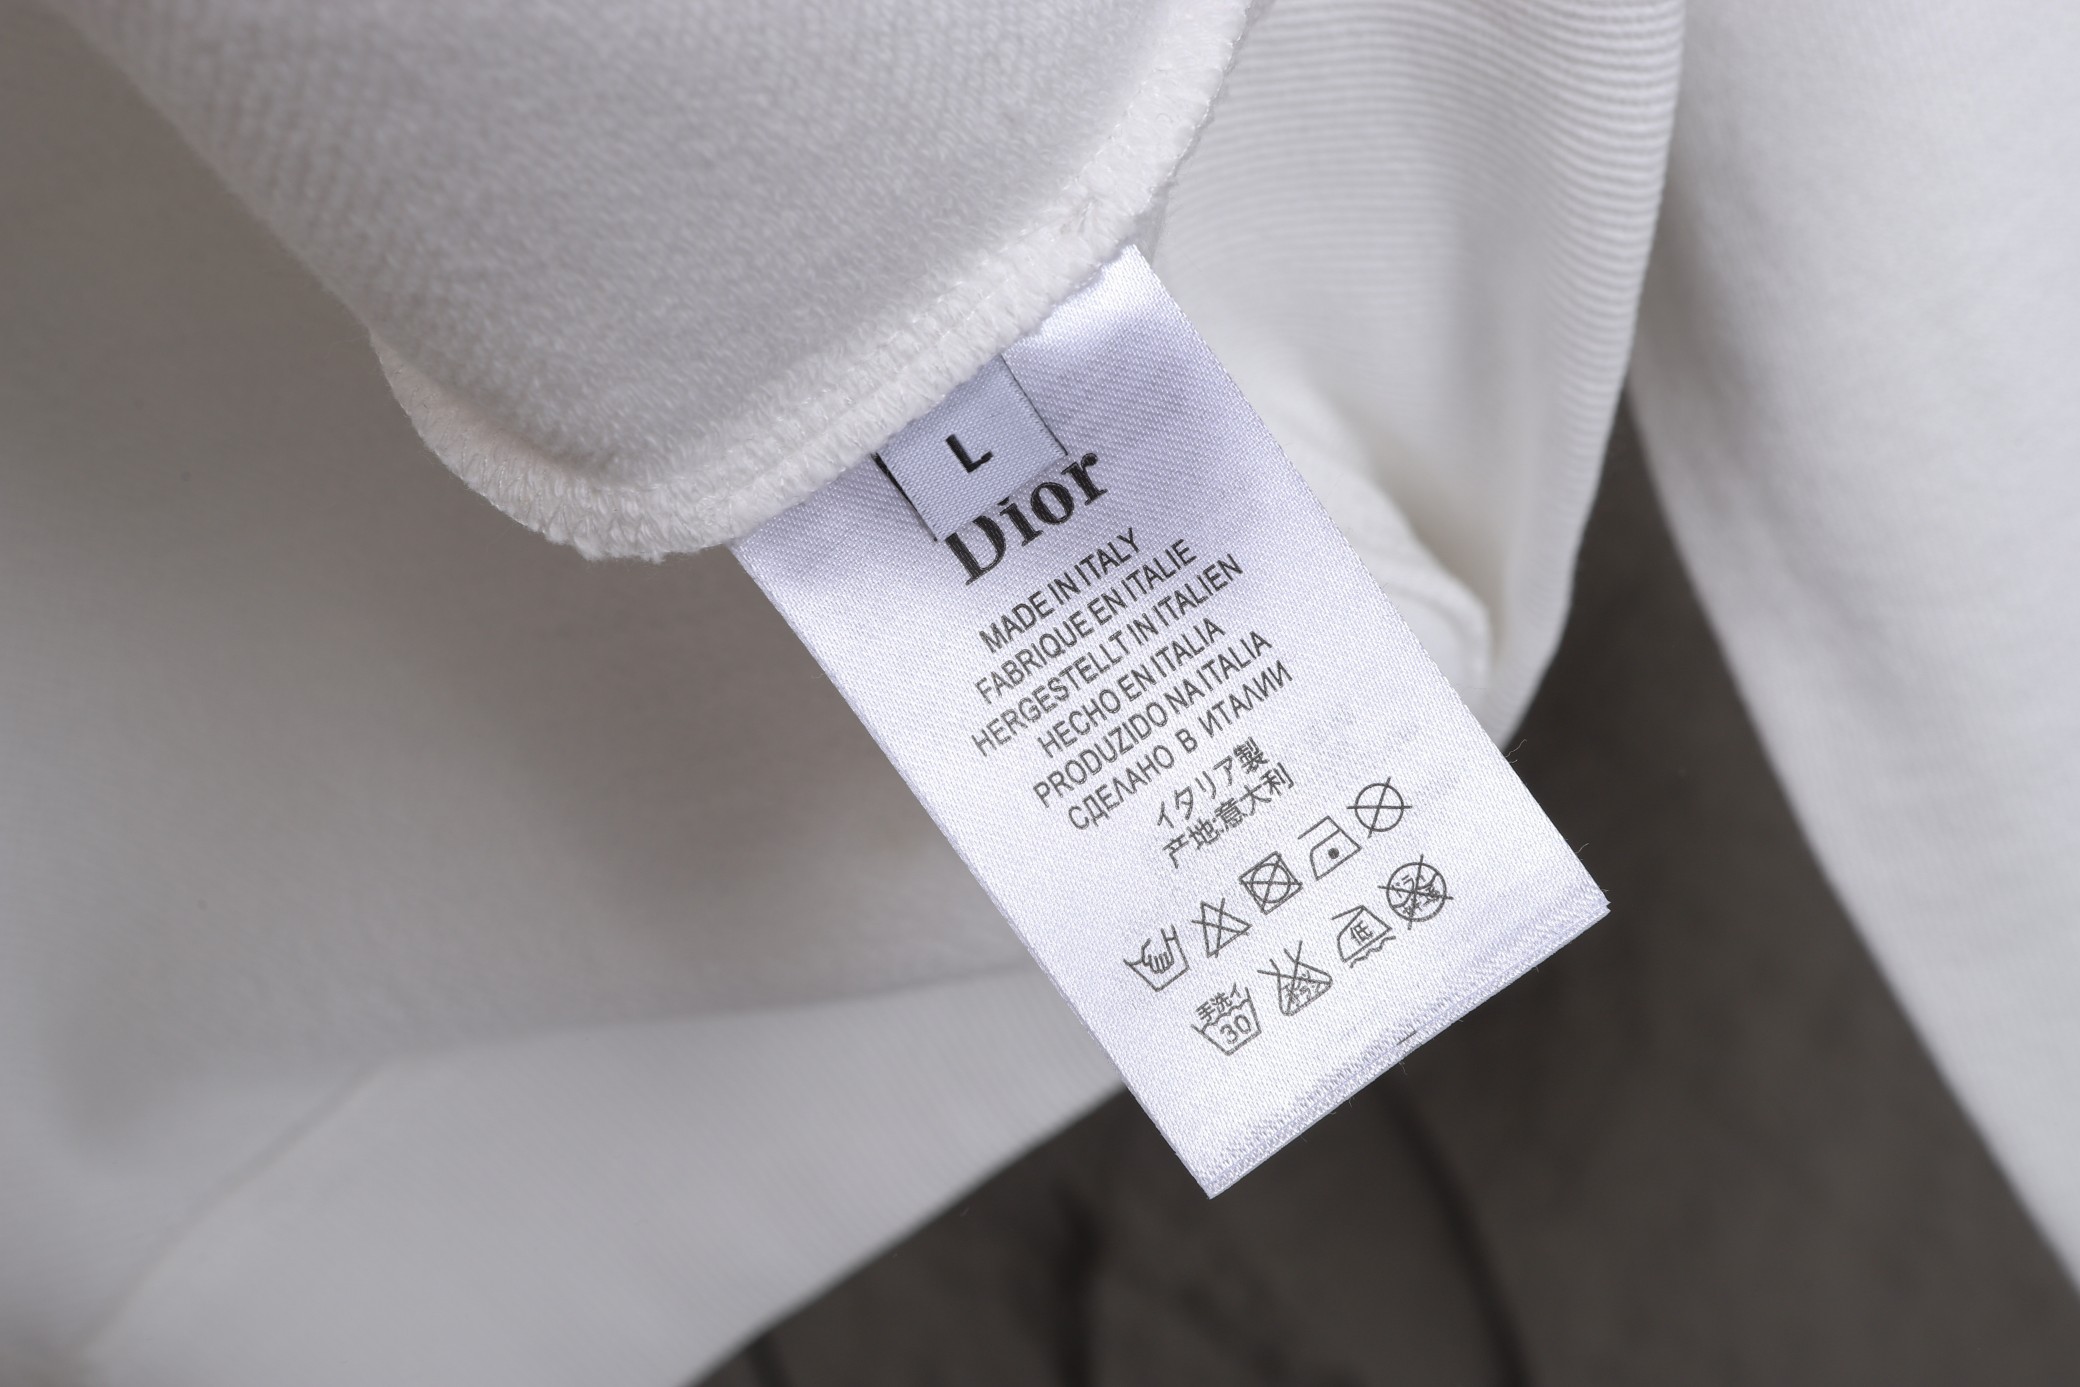 L
Dior
MADE IN ITALY
FABRIQUE EN ITALIE
HERGESTELLT IN ITALIEN
HECHO EN ITALIA
PRODUZIDO NA ITALIA
СДЕЛАНО В ИТАЛИИ
イタリア製
产地:意大利
低
手洗イ
30